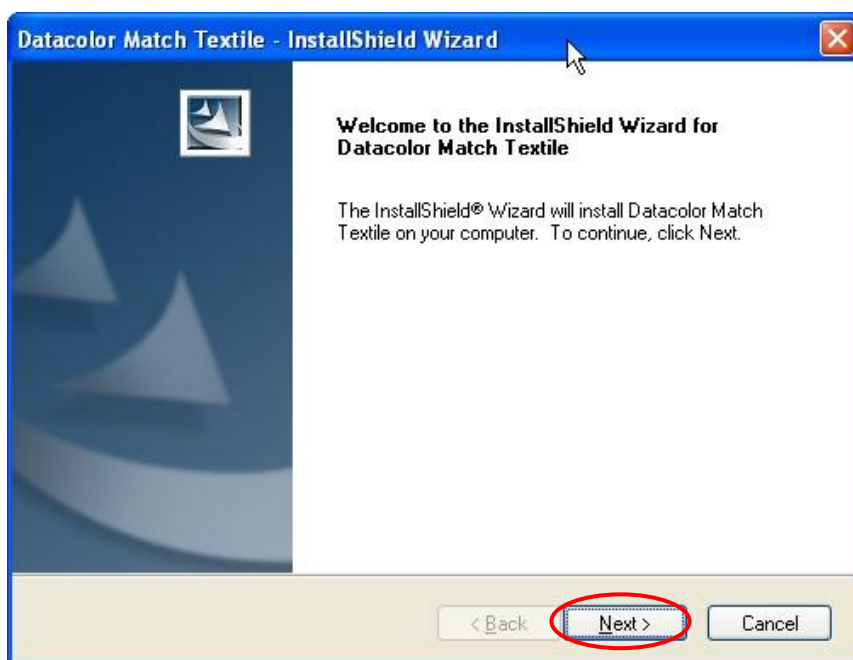 Datacolor Match Textile - InstallShield Wizard
Welcome to the InstallShield Wizard for
Datacolor Match Textile
The InstallShield® Wizard will install Datacolor Match
Textile on your computer. To continue, click Next.
< Back Next > Cancel